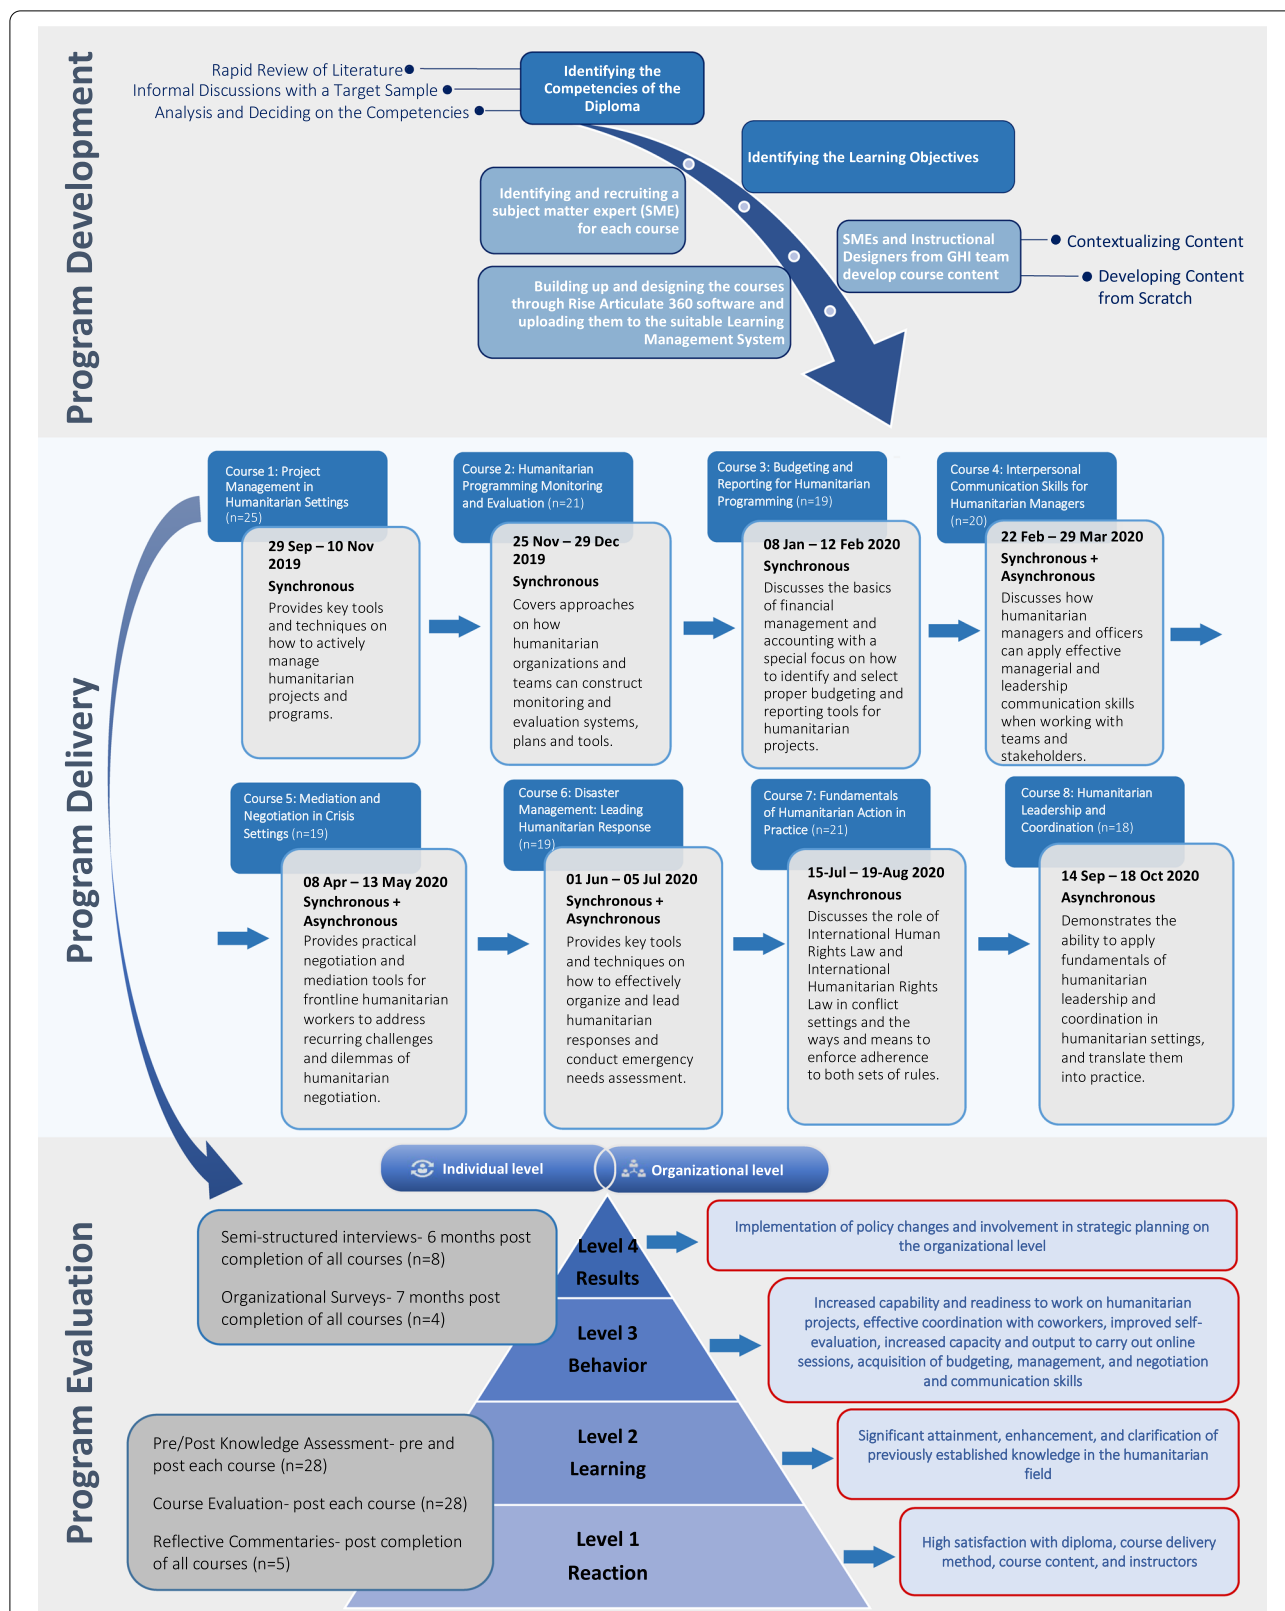 Program Development
Rapid Review of Literature
Informal Discussions with a Target Sample
Analysis and Deciding on the Competencies
Identifying the
Competencies of the
Diploma
Identifying the Learning Objectives
Identifying and recruiting a
subject matter expert (SME)
for each course
SMEs and Instructional
Designers from GHI team
develop course content
Contextualizing Content
Developing Content
from Scratch
Building up and designing the courses
through Rise Articulate 360 software and
uploading them to the suitable Learning
Management System
Program Delivery
Course 1: Project
Management in
Humanitarian Settings
(n=25)
29 Sep – 10 Nov
2019
Synchronous
Provides key tools
and techniques on
how to actively
manage
humanitarian
projects and
programs.
Course 2: Humanitarian
Programming Monitoring
and Evaluation (n=21)
25 Nov – 29 Dec
2019
Synchronous
Covers approaches
on how
humanitarian
organizations and
teams can construct
monitoring and
evaluation systems,
plans and tools.
Course 3: Budgeting and
Reporting for Humanitarian
Programming (n=19)
08 Jan – 12 Feb 2020
Synchronous
Discusses the basics
of financial
management and
accounting with a
special focus on how
to identify and select
proper budgeting and
reporting tools for
humanitarian
projects.
Course 4: Interpersonal
Communication Skills for
Humanitarian Managers
(n=20)
22 Feb – 29 Mar 2020
Synchronous +
Asynchronous
Discusses how
humanitarian
managers and officers
can apply effective
managerial and
leadership
communication skills
when working with
teams and
stakeholders.
Course 5: Mediation and
Negotiation in Crisis
Settings (n=19)
08 Apr – 13 May 2020
Synchronous +
Asynchronous
Provides practical
negotiation and
mediation tools for
frontline humanitarian
workers to address
recurring challenges
and dilemmas of
humanitarian
negotiation.
Course 6: Disaster
Management: Leading
Humanitarian Response
(n=19)
01 Jun – 05 Jul 2020
Synchronous +
Asynchronous
Provides key tools
and techniques on
how to effectively
organize and lead
humanitarian
responses and
conduct emergency
needs assessment.
Course 7: Fundamentals
of Humanitarian Action in
Practice (n=21)
15-Jul – 19-Aug 2020
Asynchronous
Discusses the role of
International Human
Rights Law and
International
Humanitarian Rights
Law in conflict
settings and the
ways and means to
enforce adherence
to both sets of rules.
Course 8: Humanitarian
Leadership and
Coordination (n=18)
14 Sep – 18 Oct 2020
Asynchronous
Demonstrates the
ability to apply
fundamentals of
humanitarian
leadership and
coordination in
humanitarian settings,
and translate them
into practice.
Program Evaluation
Individual level
Organizational level
Semi-structured interviews- 6 months post
completion of all courses (n=8)
Organizational Surveys- 7 months post
completion of all courses (n=4)
Pre/Post Knowledge Assessment- pre and
post each course (n=28)
Course Evaluation- post each course (n=28)
Reflective Commentaries- post completion
of all courses (n=5)
Level 4
Results
Level 3
Behavior
Level 2
Learning
Level 1
Reaction
Implementation of policy changes and involvement in strategic planning on
the organizational level
Increased capability and readiness to work on humanitarian
projects, effective coordination with coworkers, improved self-
evaluation, increased capacity and output to carry out online
sessions, acquisition of budgeting, management, and negotiation
and communication skills
Significant attainment, enhancement, and clarification of
previously established knowledge in the humanitarian
field
High satisfaction with diploma, course delivery
method, course content, and instructors